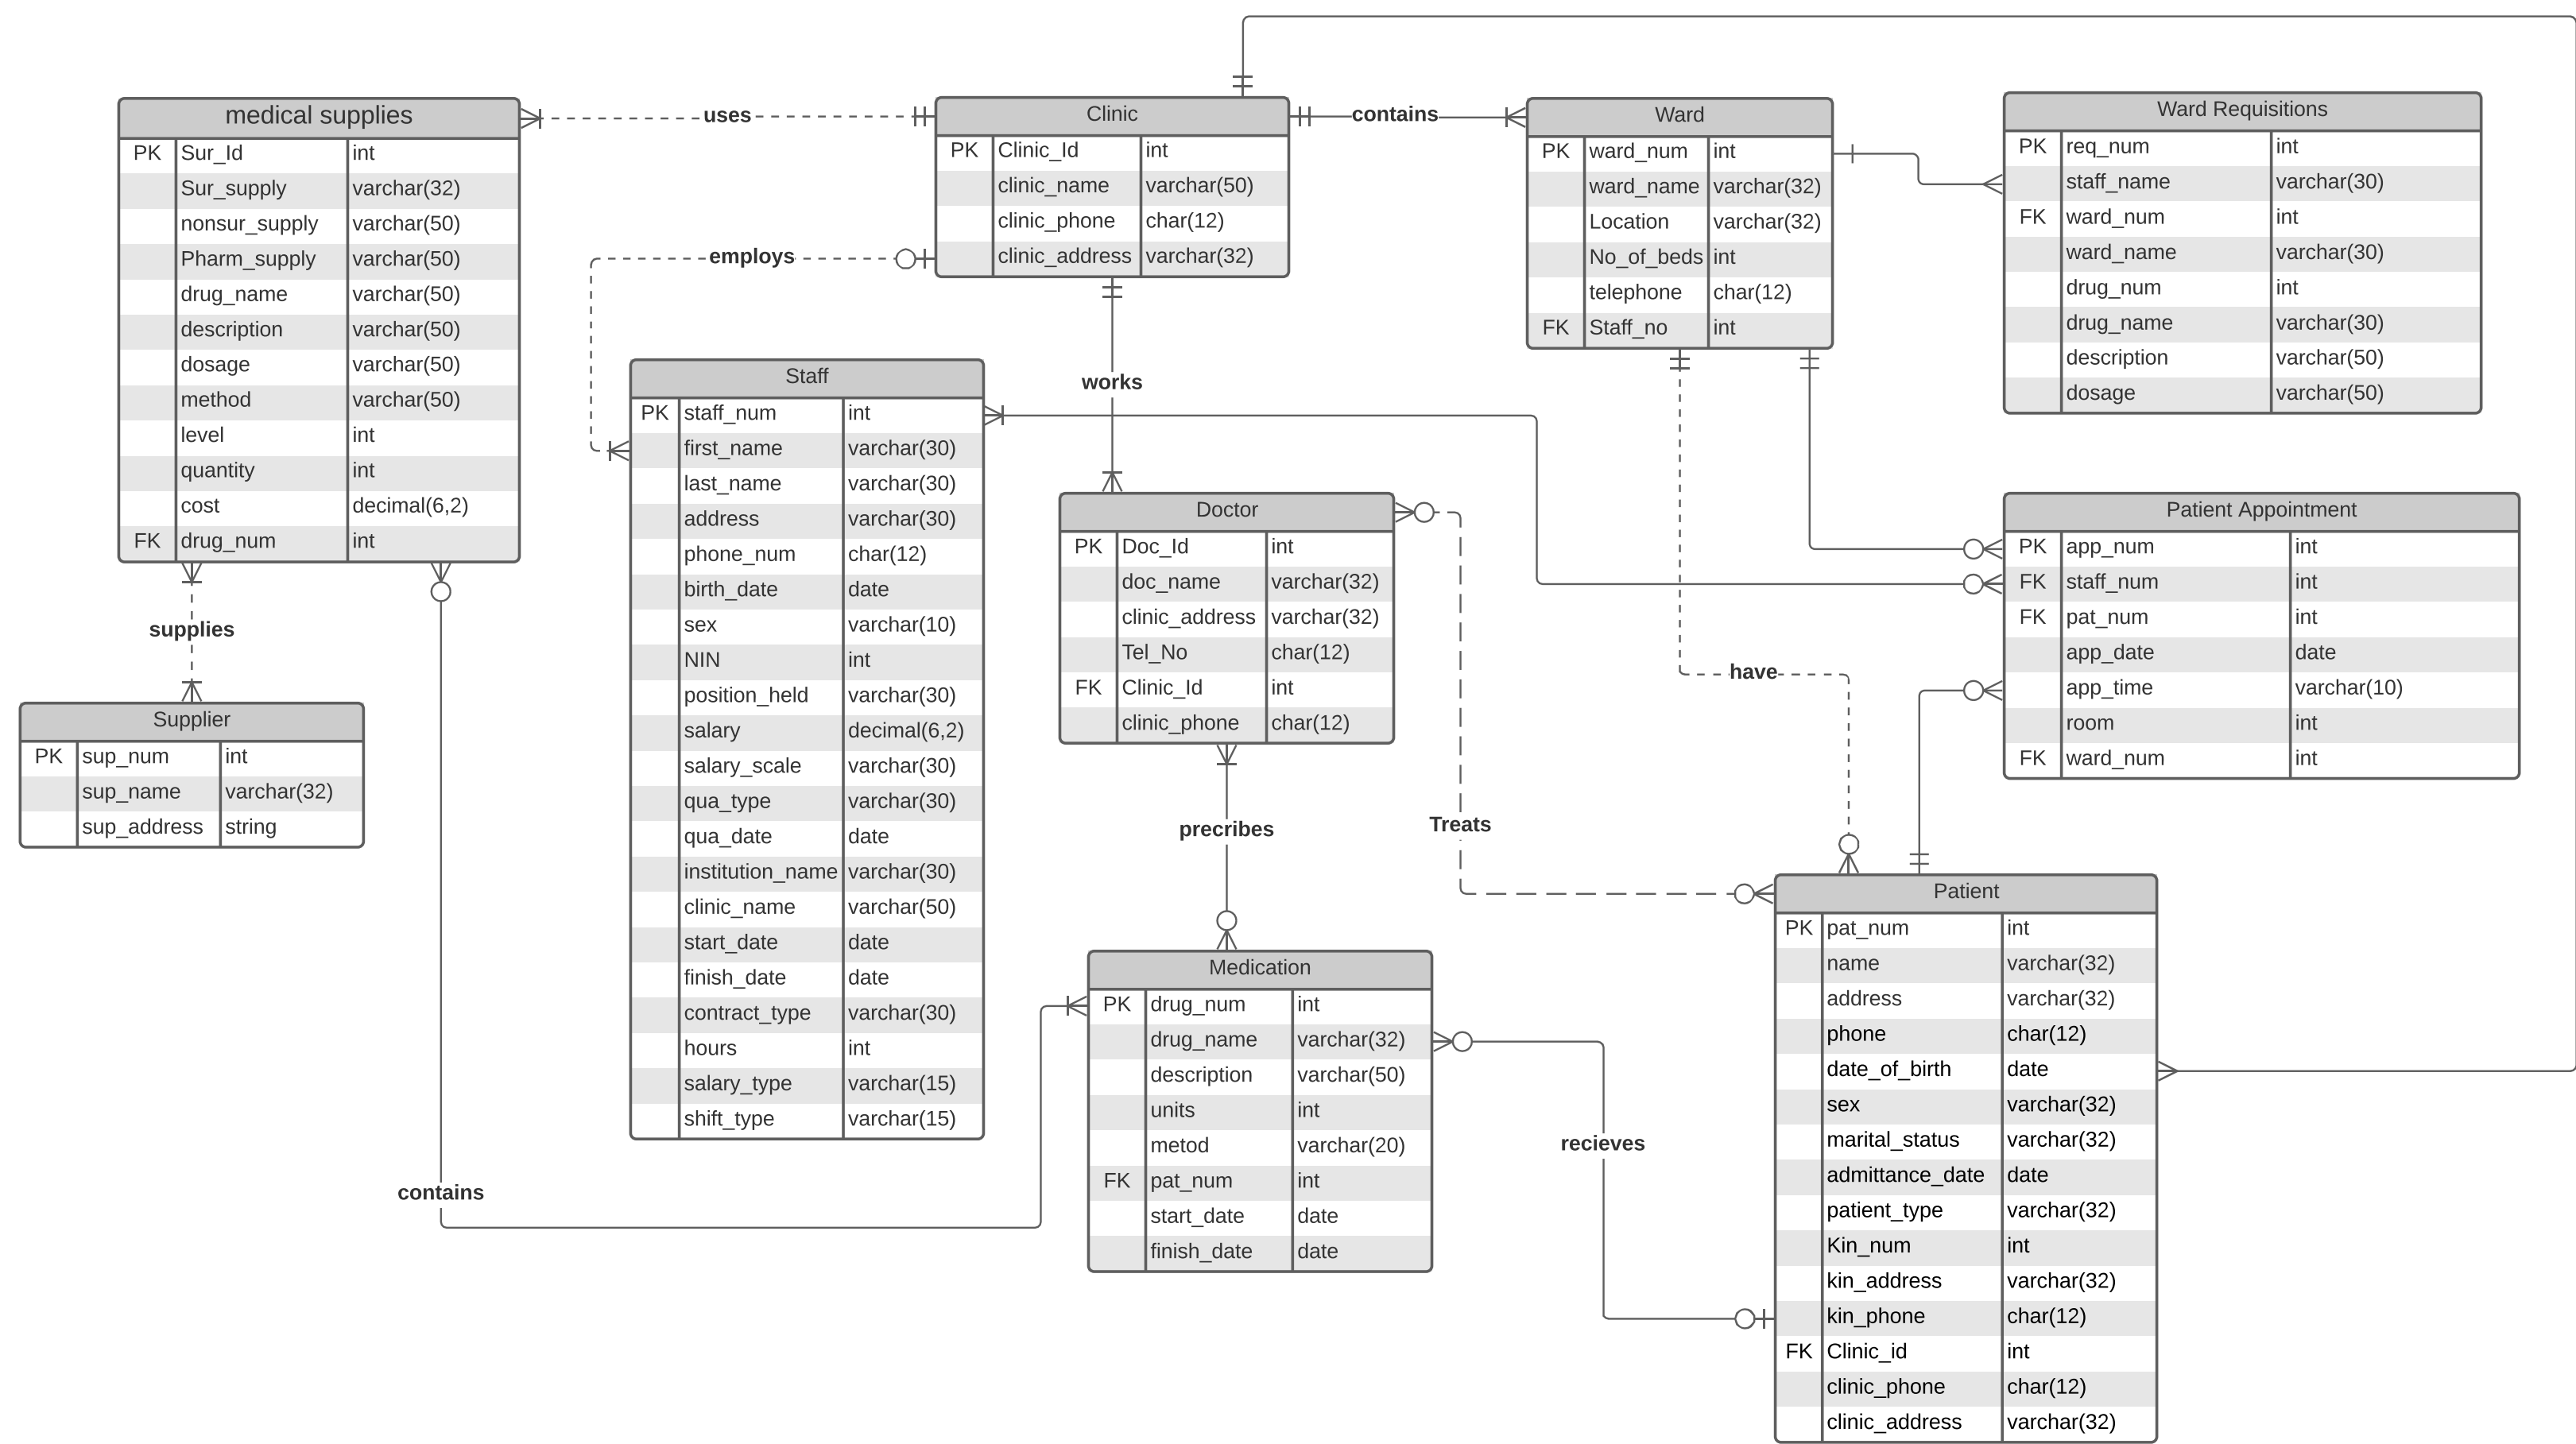 medical supplies
PK Sur_Id int
Sur_supply varchar(32)
nonsur_supply varchar(50)
Pharm_supply varchar(50)
drug_name varchar(50)
description varchar(50)
dosage varchar(50)
method varchar(50)
level int
quantity int
cost decimal(6,2)
FK drug_num int
uses
Clinic
PK Clinic_Id int
clinic_name varchar(50)
clinic_phone char(12)
clinic_address varchar(32)
contains
Ward
PK ward_num int
ward_name varchar(32)
Location varchar(32)
No_of_beds int
telephone char(12)
FK Staff_no int
Ward Requisitions
PK req_num int
staff_name varchar(30)
FK ward_num int
ward_name varchar(30)
drug_num int
drug_name varchar(30)
description varchar(50)
dosage varchar(50)
employs
works
Staff
PK staff_num int
first_name varchar(30)
last_name varchar(30)
address varchar(30)
phone_num char(12)
birth_date date
sex varchar(10)
NIN int
position_held varchar(30)
salary decimal(6,2)
salary_scale varchar(30)
qua_type varchar(30)
qua_date date
institution_name varchar(30)
clinic_name varchar(50)
start_date date
finish_date date
contract_type varchar(30)
hours int
salary_type varchar(15)
shift_type varchar(15)
Doctor
PK Doc_Id int
doc_name varchar(32)
clinic_address varchar(32)
Tel_No char(12)
FK Clinic_Id int
clinic_phone char(12)
Patient Appointment
PK app_num int
FK staff_num int
FK pat_num int
app_date date
app_time varchar(10)
room int
FK ward_num int
supplies
have
Supplier
PK sup_num int
sup_name varchar(32)
sup_address string
precribes
Treats
Medication
PK drug_num int
drug_name varchar(32)
description varchar(50)
units int
metod varchar(20)
FK pat_num int
start_date date
finish_date date
Patient
PK pat_num int
name varchar(32)
address varchar(32)
phone char(12)
date_of_birth date
sex varchar(32)
marital_status varchar(32)
admittance_date date
patient_type varchar(32)
Kin_num int
kin_address varchar(32)
kin_phone char(12)
FK Clinic_id int
clinic_phone char(12)
clinic_address varchar(32)
recieves
contains